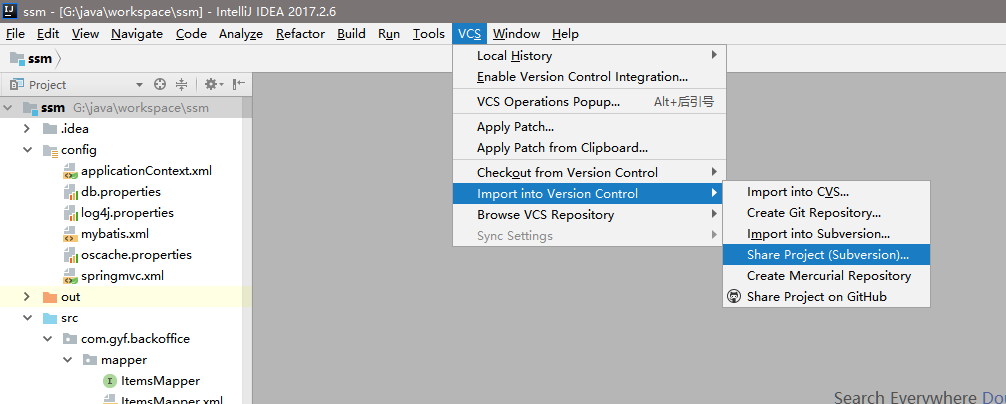 ssm - [G:\java\workspace\ssm] - IntelliJ IDEA 2017.2.6
File Edit View Navigate Code Analyze Refactor Build Run Tools VCS Window Help
ssm
Project
ssm G:\java\workspace\ssm
.idea
config
applicationContext.xml
db.properties
log4j.properties
mybatis.xml
oscache.properties
springmvc.xml
out
src
com.gyf.backoffice
mapper
ItemsMapper
ItemsMapper.xml
Local History
Enable Version Control Integration...
VCS Operations Popup... Alt+后引号
Apply Patch...
Apply Patch from Clipboard...
Checkout from Version Control
Import into Version Control
Browse VCS Repository
Sync Settings
Import into CVS...
Create Git Repository...
Import into Subversion...
Share Project (Subversion)...
Create Mercurial Repository
Share Project on GitHub
Search Everywhere Do